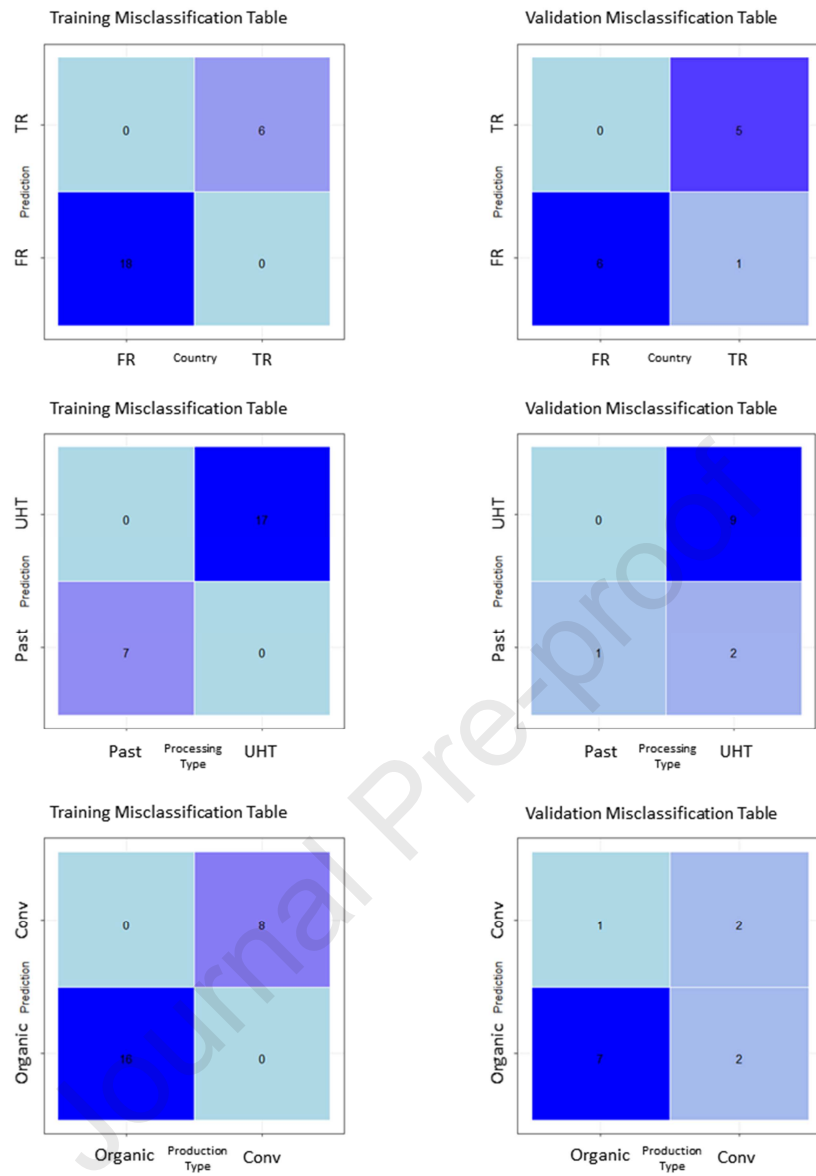 Training Misclassification Table
Validation Misclassification Table
TR
0
6
Prediction
FR
18
0
FR
Country
TR
TR
0
5
Prediction
FR
6
1
FR
Country
TR
Training Misclassification Table
Validation Misclassification Table
UHT
0
17
Prediction
Past
7
0
Past
Processing
Type
UHT
UHT
0
9
Prediction
Past
1
2
Past
Processing
Type
UHT
Training Misclassification Table
Validation Misclassification Table
Conv
0
8
Prediction
Organic
16
0
Organic
Production
Type
Conv
Conv
1
2
Prediction
Organic
7
2
Organic
Production
Type
Conv
Journal Pre-proof